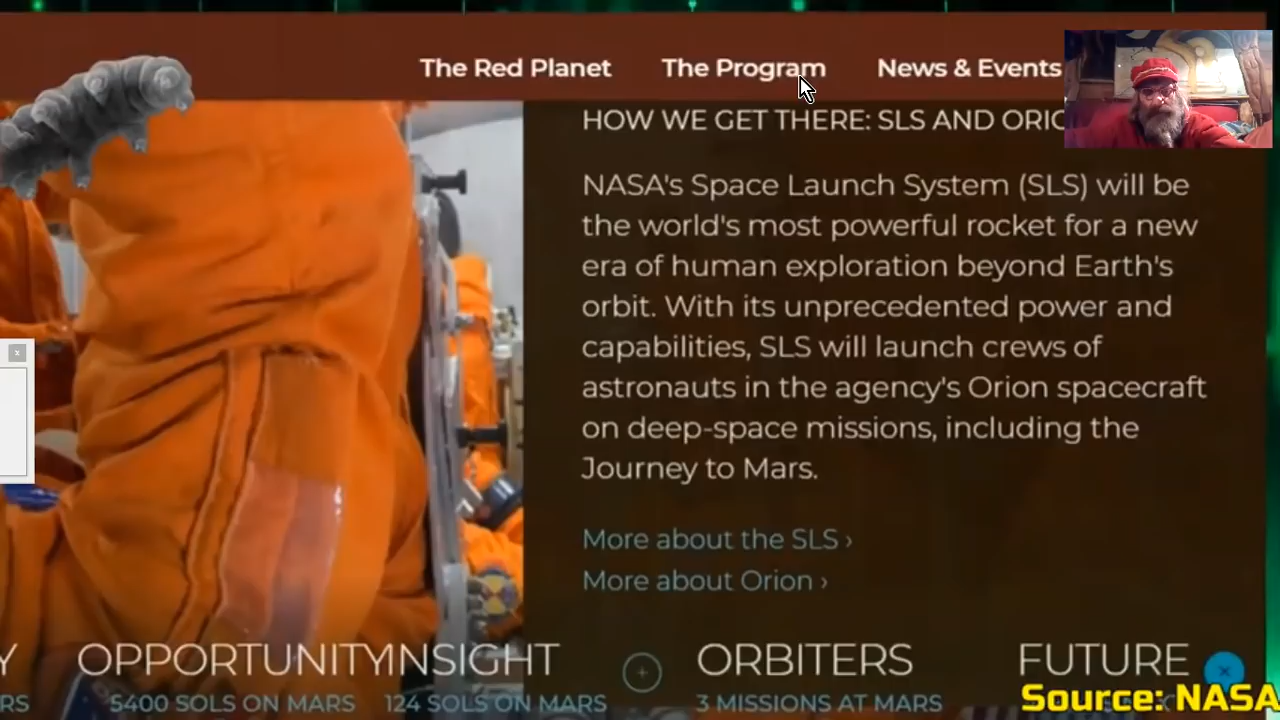 The Red Planet The Program News & Events
HOW WE GET THERE: SLS AND
NASA's Space Launch System (SLS) will be
the world's most powerful rocket for a new
era of human exploration beyond Earth's
orbit. With its unprecedented power and
capabilities, SLS will launch crews of
astronauts in the agency's Orion spacecraft
on deep-space missions, including the
Journey to Mars.
More about the SLS ›
More about Orion ›
Y OPPORTUNITY INSIGHT ORBITERS FUTURE
RS 5400 SOLS ON MARS 124 SOLS ON MARS 3 MISSIONS AT MARS
Source: NASA